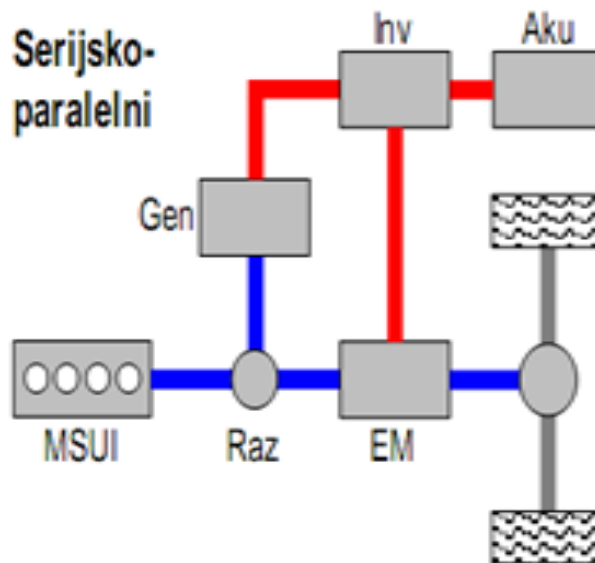 Serijsko-
paralelni
Inv
Aku
Gen
MSUI
Raz
EM